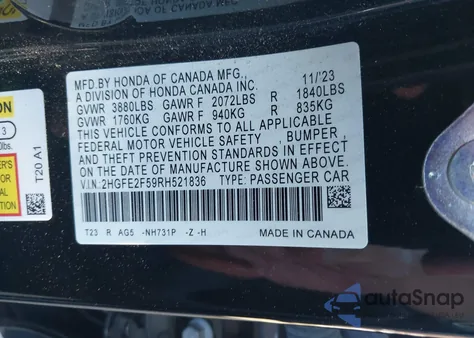 MFD. BY HONDA OF CANADA MFG., 11/'23
A DIVISION OF HONDA CANADA INC.
GVWR 3880LBS GAWR F 2072LBS R 1840LBS
GVWR 1760KG GAWR F 940KG R 835KG
THIS VEHICLE CONFORMS TO ALL APPLICABLE
FEDERAL MOTOR VEHICLE SAFETY, BUMPER,
AND THEFT PREVENTION STANDARDS IN EFFECT
ON THE DATE OF MANUFACTURE SHOWN ABOVE.
V.I.N: 2HGFE2F59RH521836 TYPE: PASSENGER CAR
T23 R AG5 -NH731P -Z -H MADE IN CANADA
ON
3
lbs.
T20 A1
autoSnap